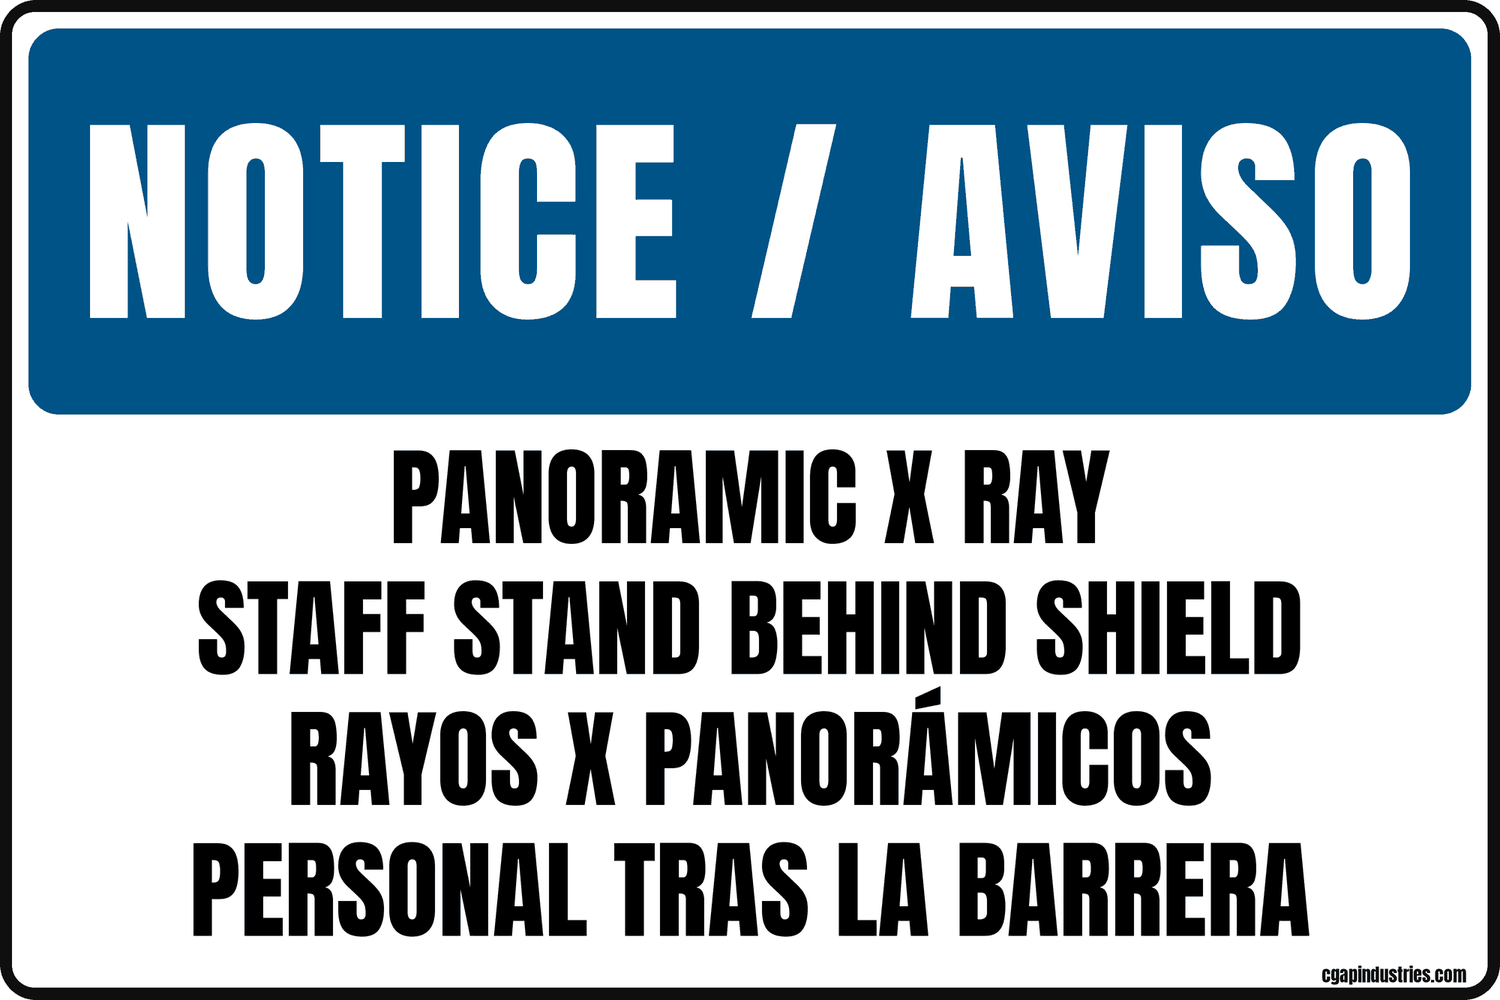 NOTICE / AVISO
PANORAMIC X RAY
STAFF STAND BEHIND SHIELD
RAYOS X PANORÁMICOS
PERSONAL TRAS LA BARRERA
cgapindustries.com